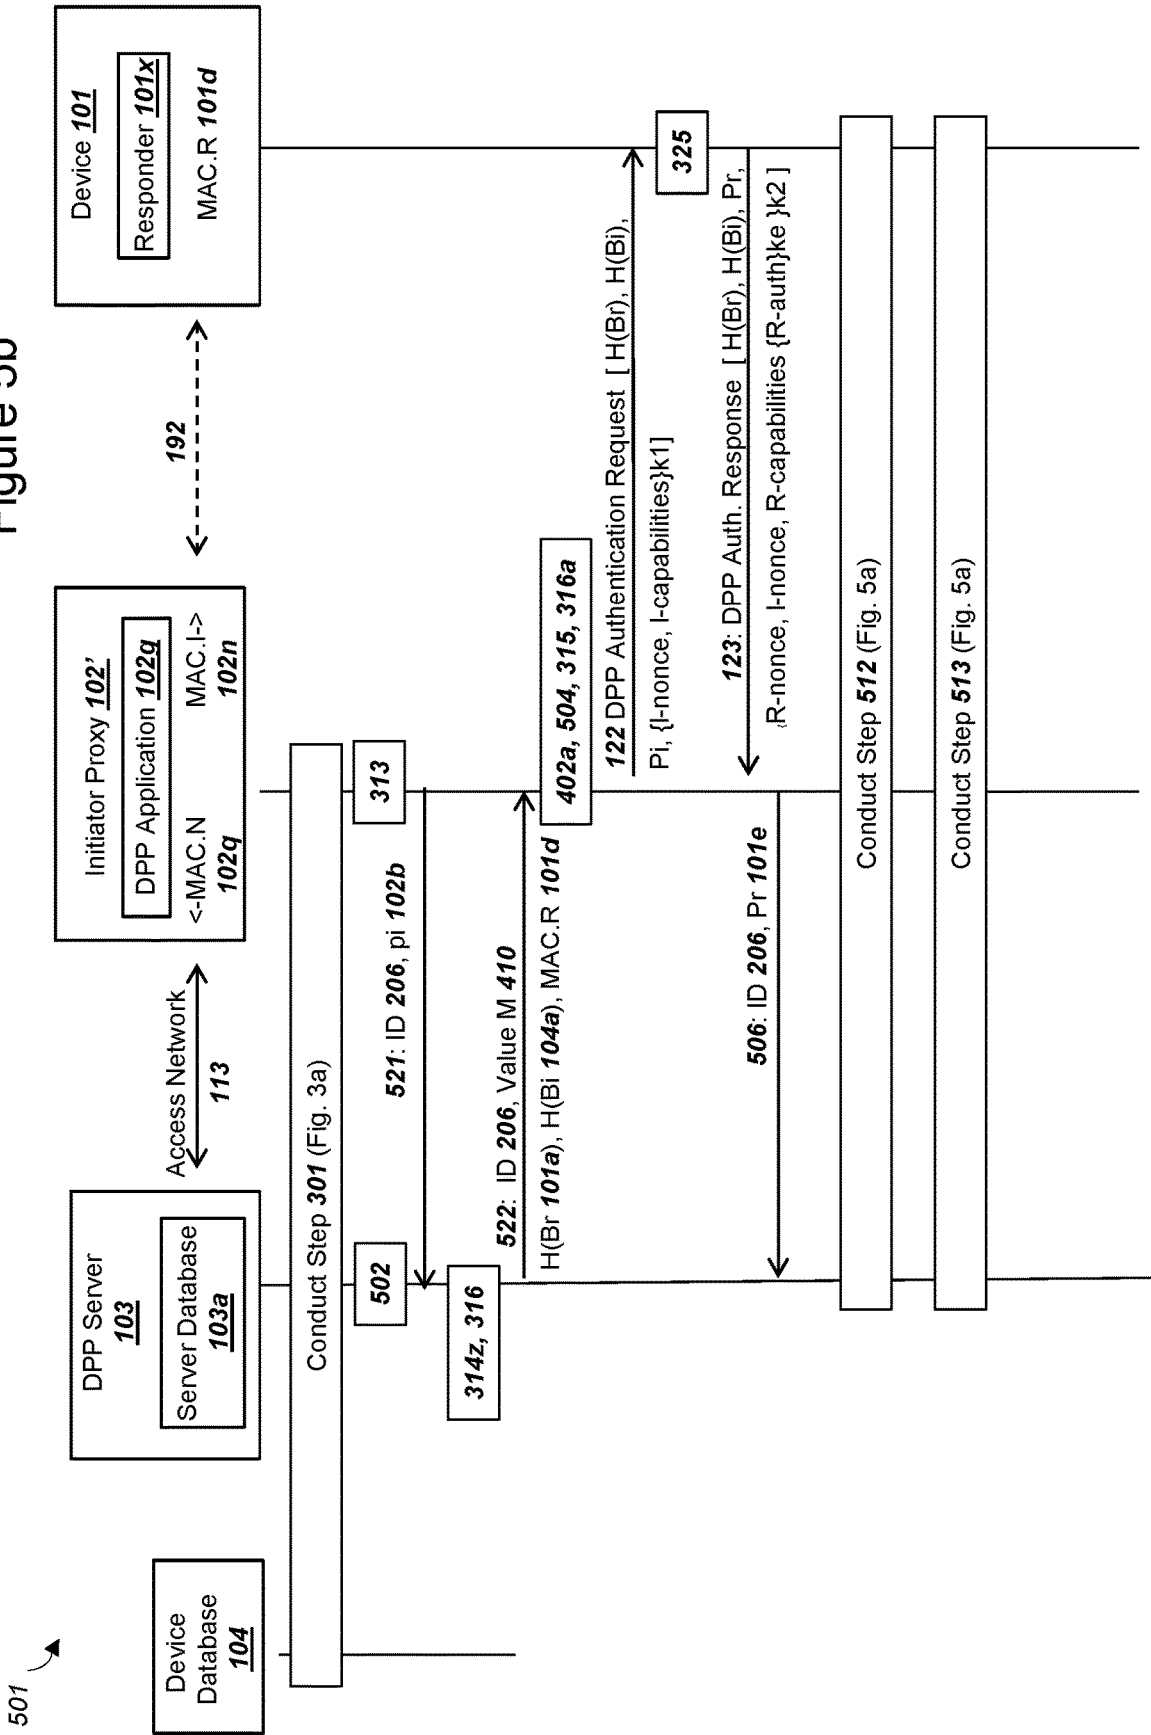 Figure 5b
501
Device
Database
104
DPP Server
103
Server Database
103a
Access Network
113
Initiator Proxy 102'
DPP Application 102g
<-MAC.N
102q
MAC.I->
102n
192
Device 101
Responder 101x
MAC.R 101d
Conduct Step 301 (Fig. 3a)
502
313
521: ID 206, pi 102b
314z, 316
522: ID 206, Value M 410
H(Br 101a), H(Bi 104a), MAC.R 101d
402a, 504, 315, 316a
122 DPP Authentication Request [ H(Br), H(Bi),
Pi, {I-nonce, I-capabilities}k1]
325
123: DPP Auth. Response [ H(Br), H(Bi), Pr,
{R-nonce, I-nonce, R-capabilities {R-auth}ke }k2 ]
506: ID 206, Pr 101e
Conduct Step 512 (Fig. 5a)
Conduct Step 513 (Fig. 5a)